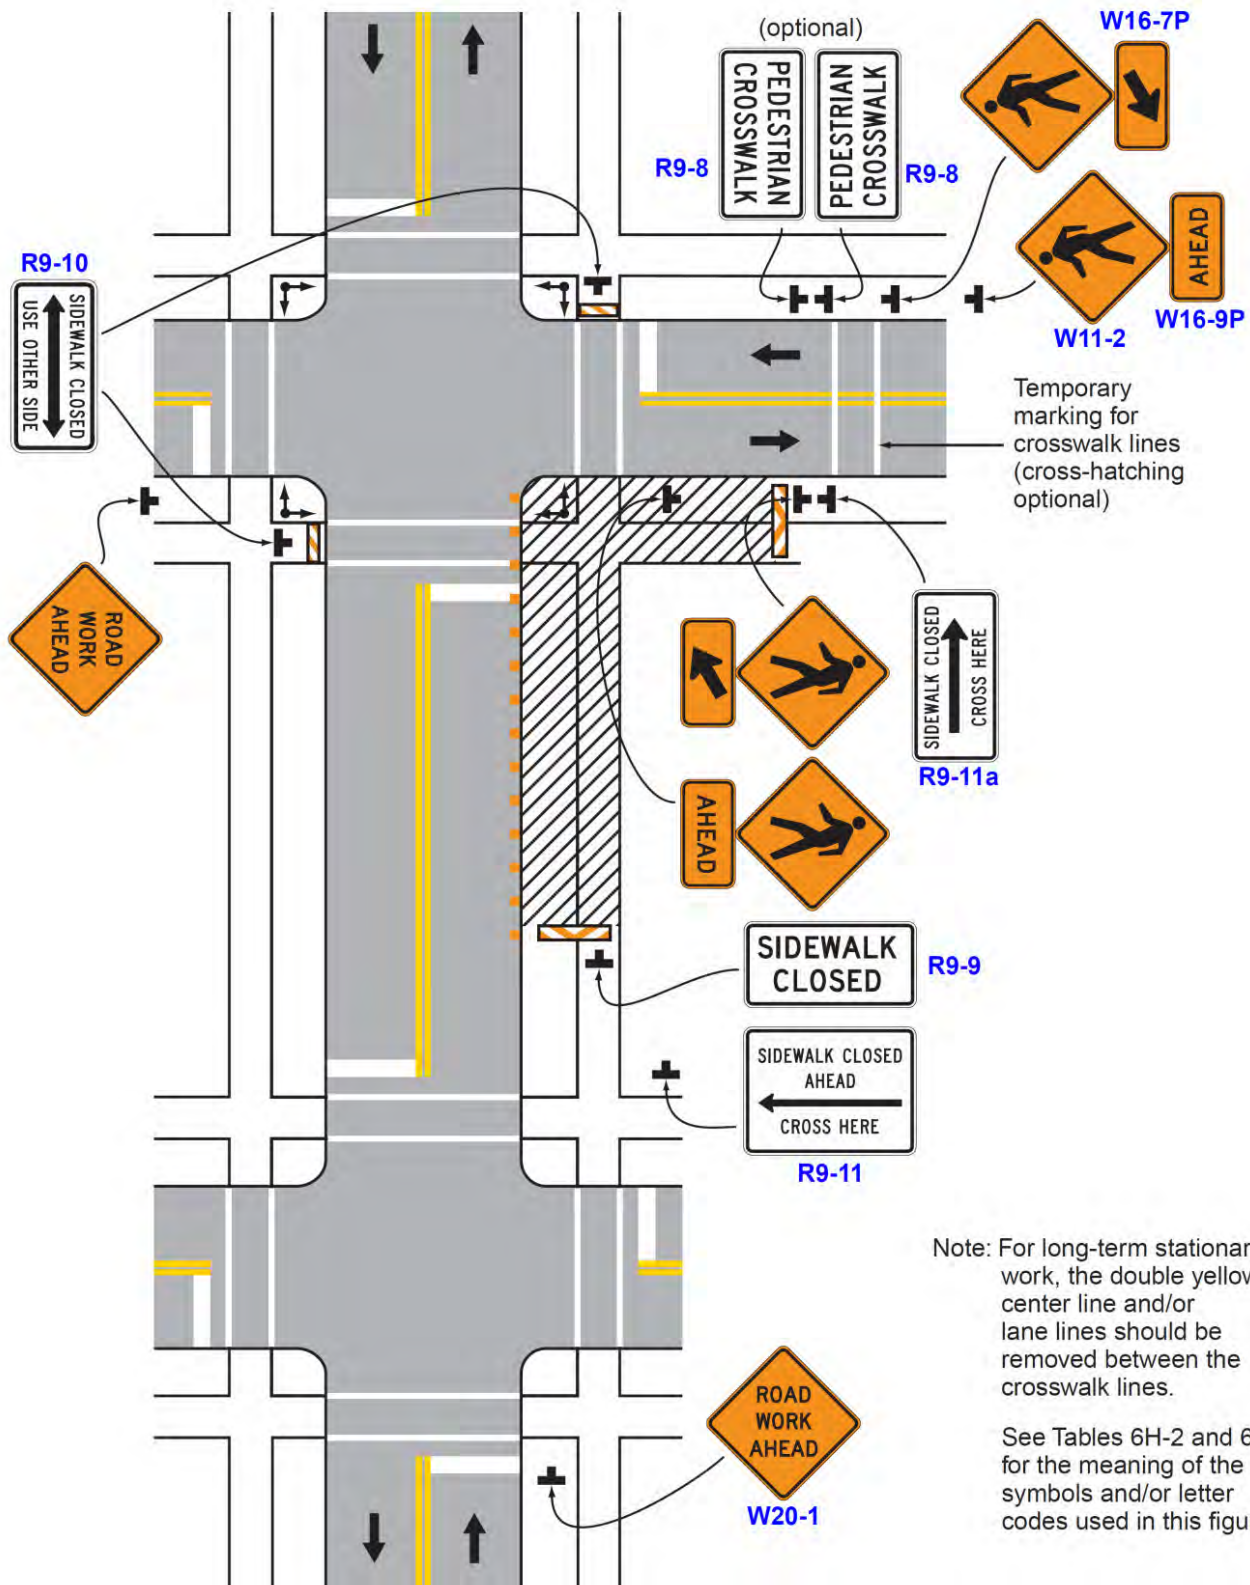 (optional)
W16-7P
PEDESTRIAN
CROSSWALK
PEDESTRIAN
CROSSWALK
R9-8
R9-8
AHEAD
W16-9P
W11-2
R9-10
SIDEWALK CLOSED
USE OTHER SIDE
Temporary
marking for
crosswalk lines
(cross-hatching
optional)
ROAD
WORK
AHEAD
SIDEWALK CLOSED
CROSS HERE
R9-11a
AHEAD
SIDEWALK
CLOSED
R9-9
SIDEWALK CLOSED
AHEAD
CROSS HERE
R9-11
Note: For long-term stationar
work, the double yellow
center line and/or
lane lines should be
removed between the
crosswalk lines.
See Tables 6H-2 and 6
for the meaning of the
symbols and/or letter
codes used in this figu
ROAD
WORK
AHEAD
W20-1